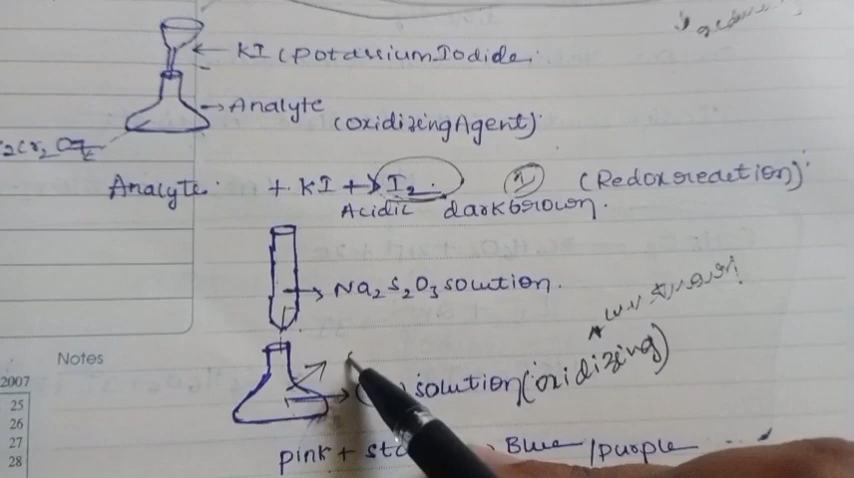 KI (Potassium Iodide.
Analyte
(Oxidizing Agent)
Analyte + KI + I2. 1 (Redox reaction)
Acidic dark brown.
Na2S2O3 solution.
solution (oxidizing)
pink + Blue / purple
Notes
2007
25
26
27
28